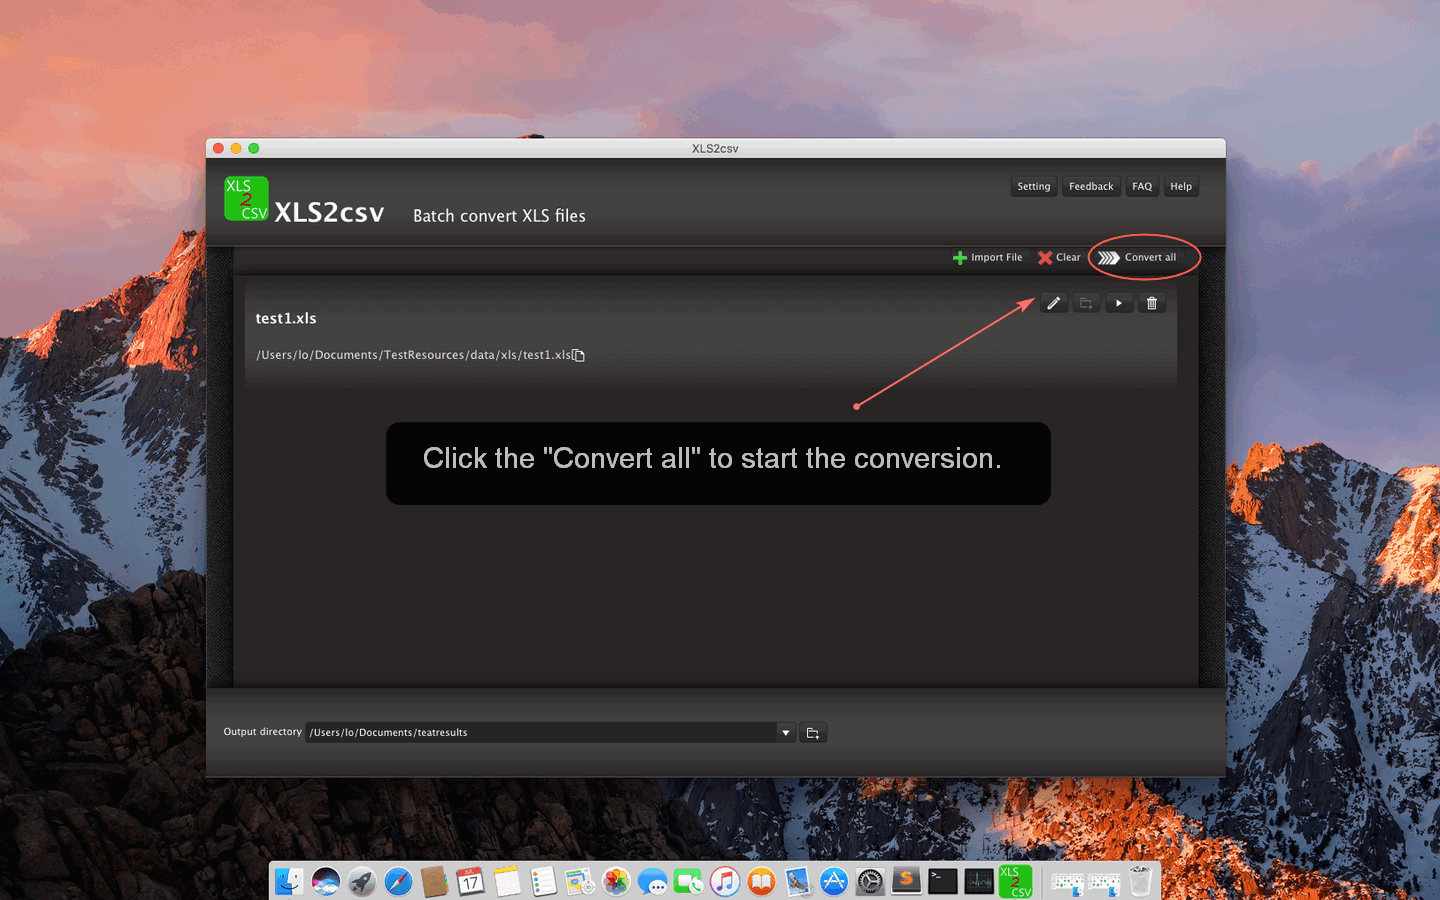 XLS2csv
XLS
2
CSV
XLS2csv
Batch convert XLS files
Setting
Feedback
FAQ
Help
Import File
Clear
Convert all
test1.xls
/Users/lo/Documents/TestResources/data/xls/test1.xls
Click the "Convert all" to start the conversion.
Output directory
/Users/lo/Documents/teatresults
JUL
17
XLS
2
CSV